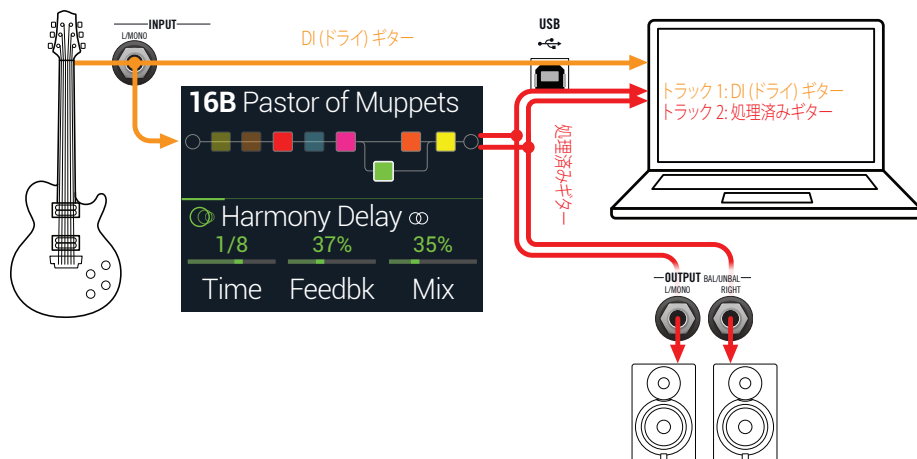 INPUT
L/MONO
DI (ドライ) ギター
USB
16B Pastor of Muppets
Harmony Delay
1/8 37% 35%
Time Feedbk Mix
処理済みギター
トラック 1: DI (ドライ) ギター
トラック 2: 処理済みギター
OUTPUT BAL/UNBAL
L/MONO RIGHT